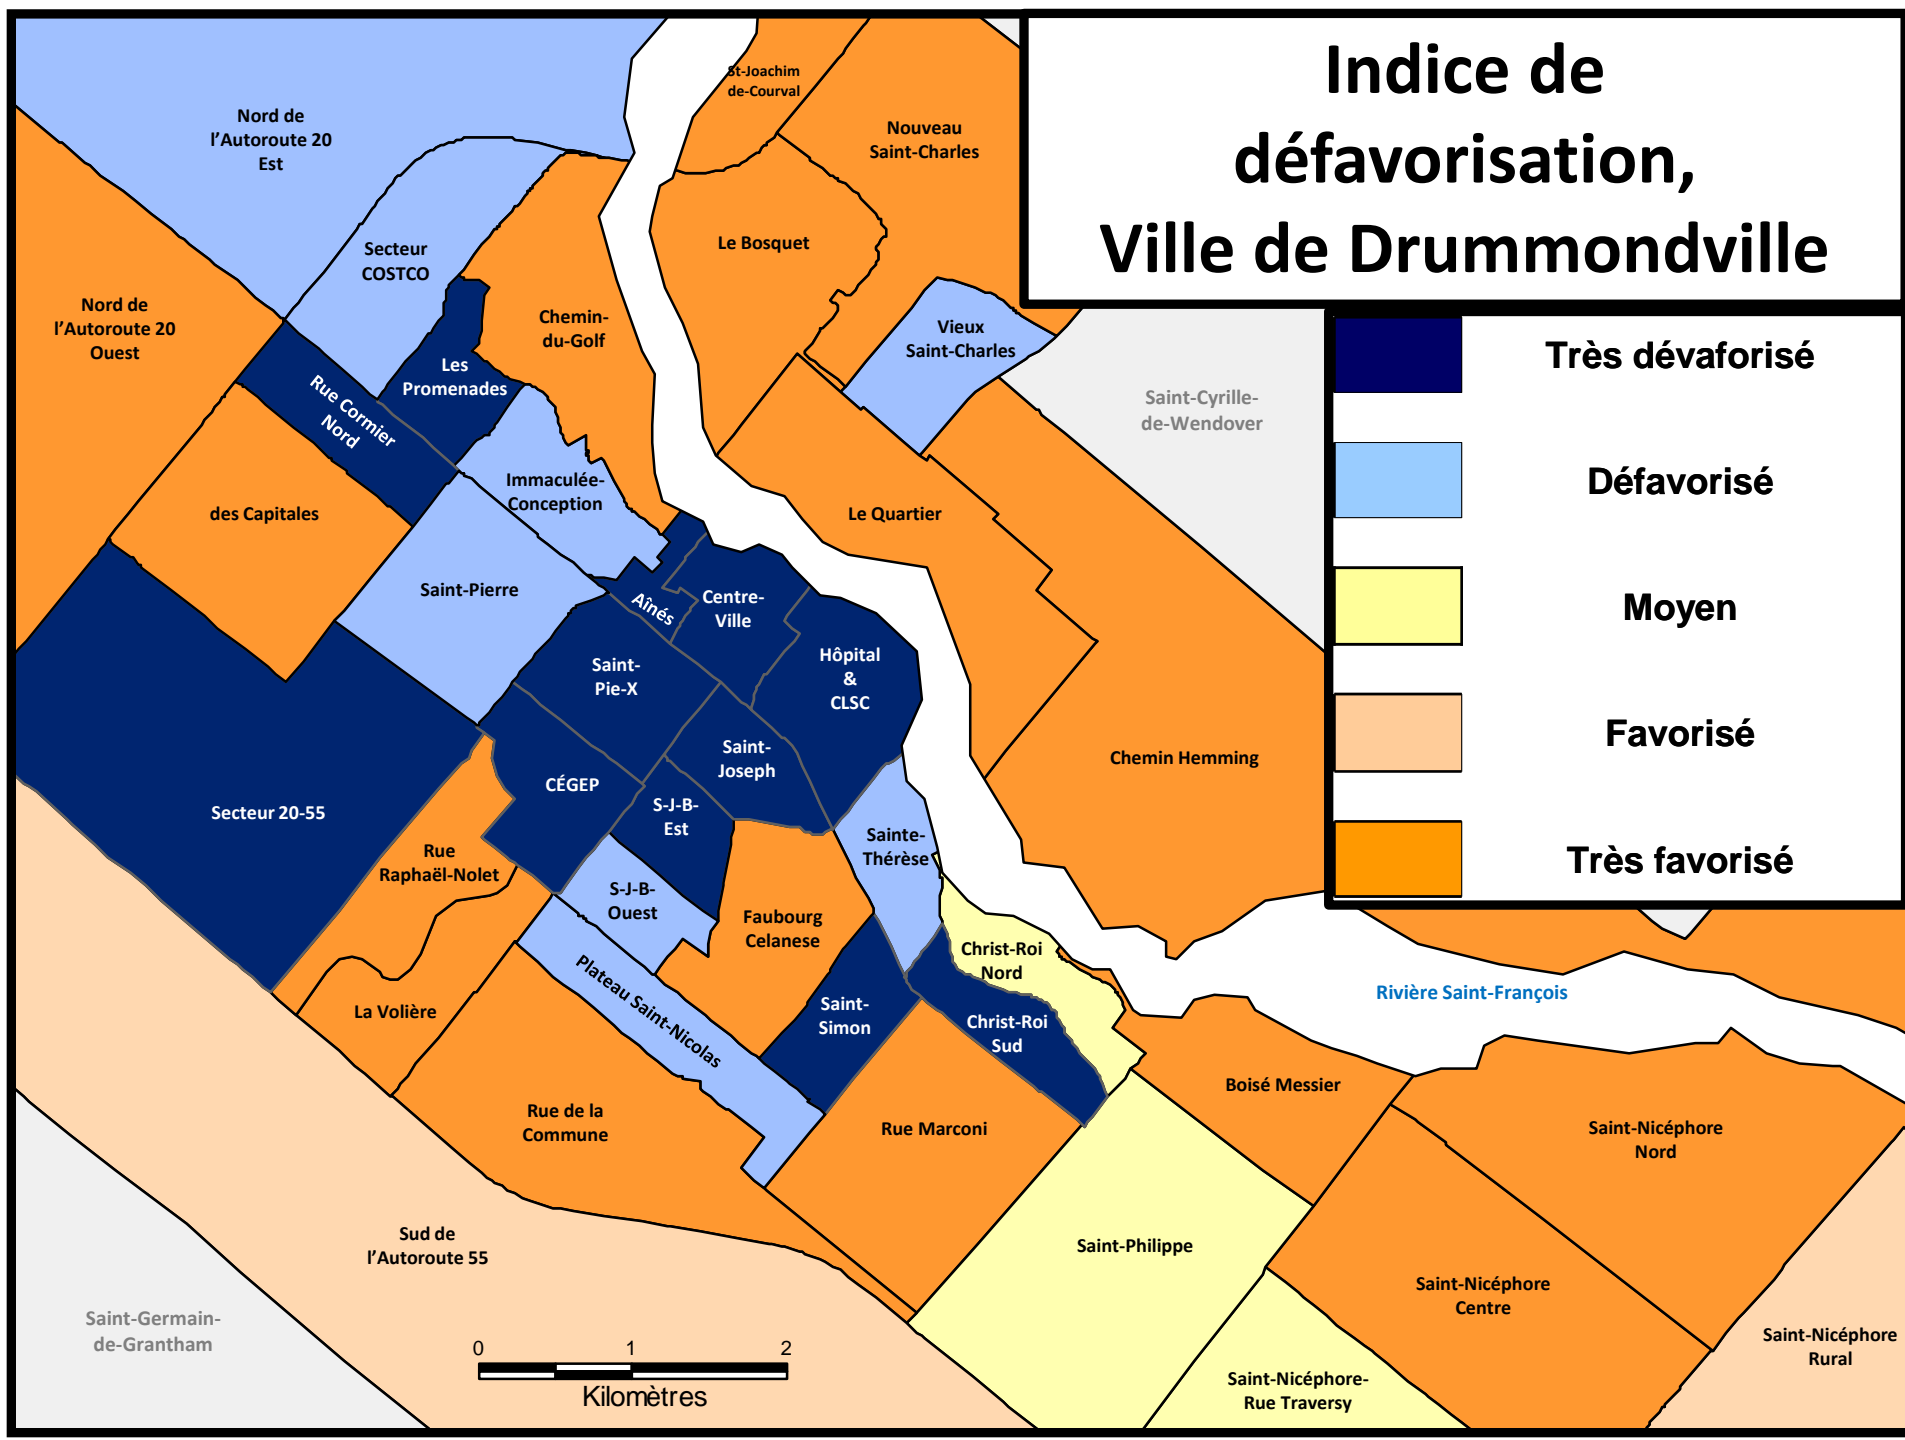 Indice de
défavorisation,
Ville de Drummondville
Très dévaforisé
Défavorisé
Moyen
Favorisé
Très favorisé
St-Joachim
de-Courval
Nord de
l'Autoroute 20
Est
Nouveau
Saint-Charles
Secteur
COSTCO
Le Bosquet
Nord de
l'Autoroute 20
Ouest
Chemin-
du-Golf
Vieux
Saint-Charles
Les
Promenades
Rue Cormier
Nord
Saint-Cyrille-
de-Wendover
Immaculée-
Conception
des Capitales
Le Quartier
Saint-Pierre
Aînés
Centre-
Ville
Saint-
Pie-X
Hôpital
&
CLSC
Saint-
Joseph
Chemin Hemming
CÉGEP
Secteur 20-55
S-J-B-
Est
Sainte-
Thérèse
Rue
Raphaël-Nolet
S-J-B-
Ouest
Faubourg
Celanese
Christ-Roi
Nord
Rivière Saint-François
La Volière
Plateau Saint-Nicolas
Saint-
Simon
Christ-Roi
Sud
Boisé Messier
Rue de la
Commune
Rue Marconi
Saint-Nicéphore
Nord
Sud de
l'Autoroute 55
Saint-Philippe
Saint-Nicéphore
Centre
Saint-Germain-
de-Grantham
Saint-Nicéphore
Rural
Saint-Nicéphore-
Rue Traversy
0 1 2
Kilomètres